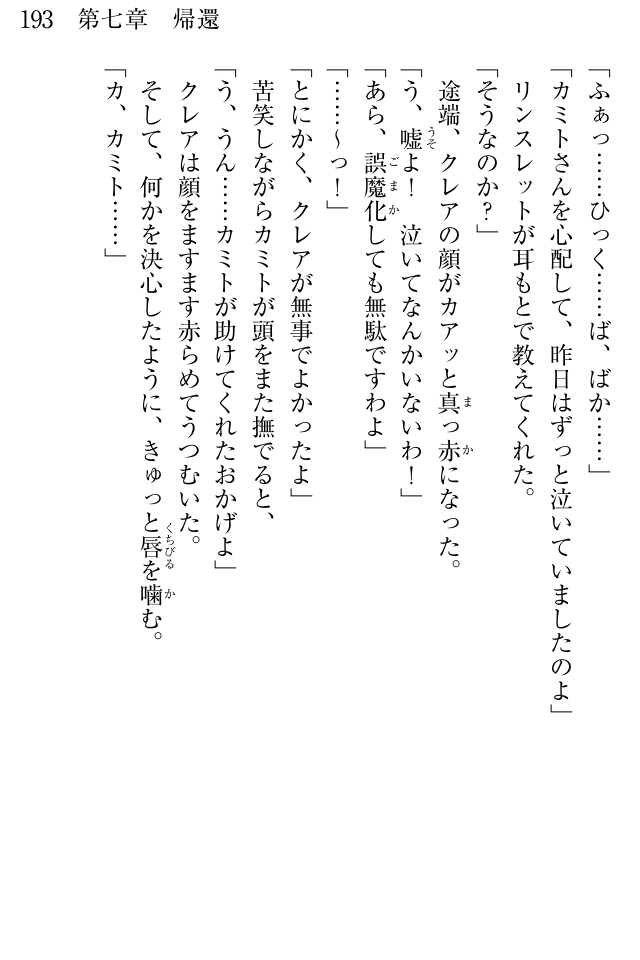 193　第七章　帰還
「ふぁっ……ひっく……ば、ばか……」
「カミトさんを心配して、昨日はずっと泣いていましたのよ」
リンスレットが耳もとで教えてくれた。
「そうなのか?」
途端、クレアの顔がカアッと真っ赤になった。
「う、嘘よ! 泣いてなんかいないわ!」
「あら、誤魔化しても無駄ですわよ」
「……~っ!」
「とにかく、クレアが無事でよかったよ」
苦笑しながらカミトが頭をまた撫でると、
「う、うん……カミトが助けてくれたおかげよ」
クレアは顔をますます赤らめてうつむいた。
そして、何かを決心したように、きゅっと唇を噛む。
「カ、カミト……」